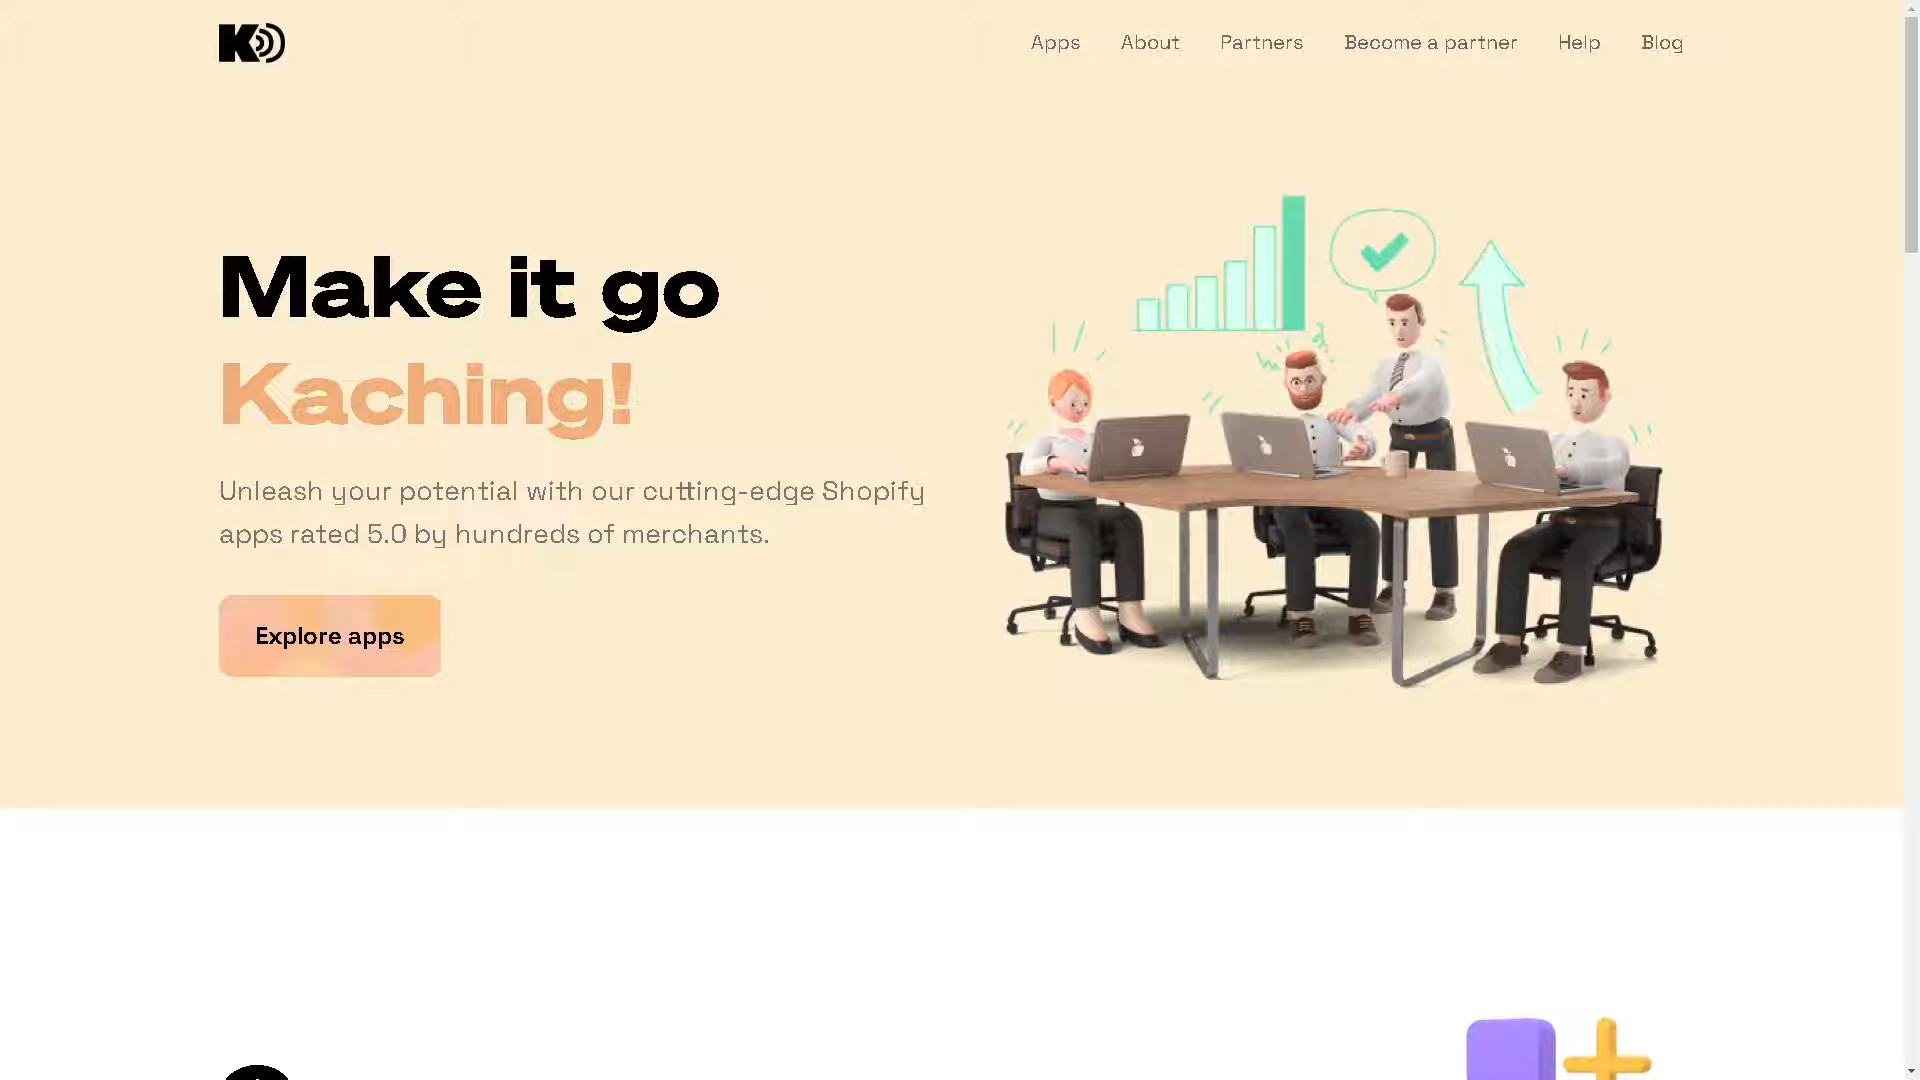 K
Apps About Partners Become a partner Help Blog
Make it go
Kaching!
Unleash your potential with our cutting-edge Shopify
apps rated 5.0 by hundreds of merchants.
Explore apps